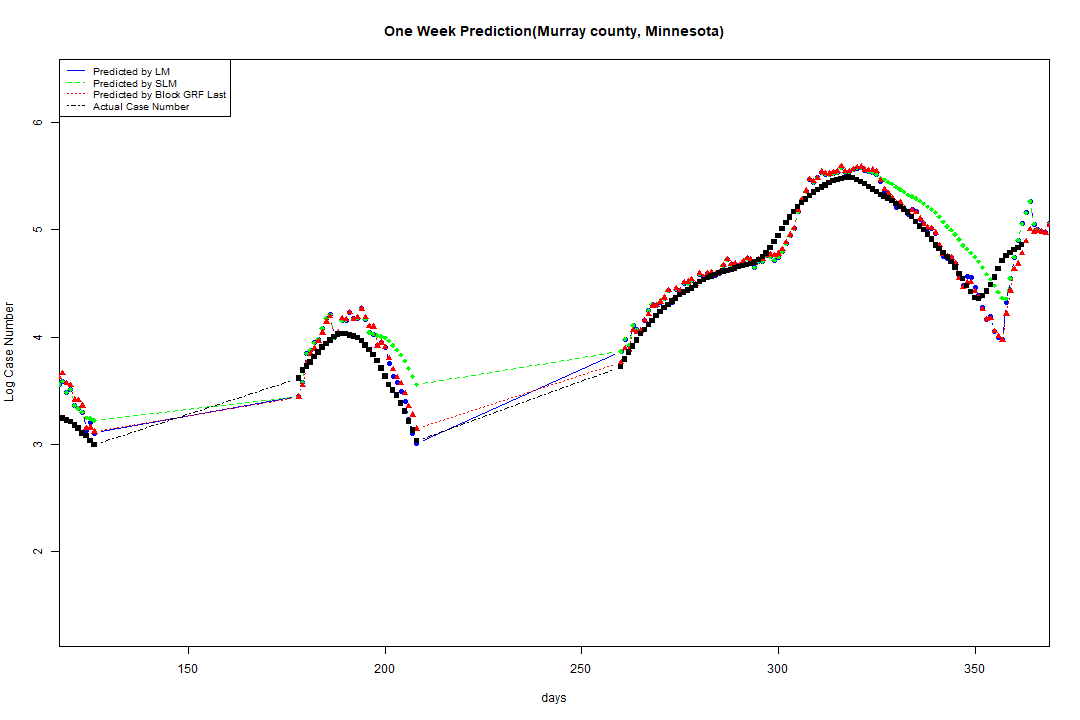 One Week Prediction(Murray county, Minnesota)
Predicted by LM
Predicted by SLM
Predicted by Block GRF Last
Actual Case Number
Log Case Number
6
5
4
3
2
150
200
250
300
350
days